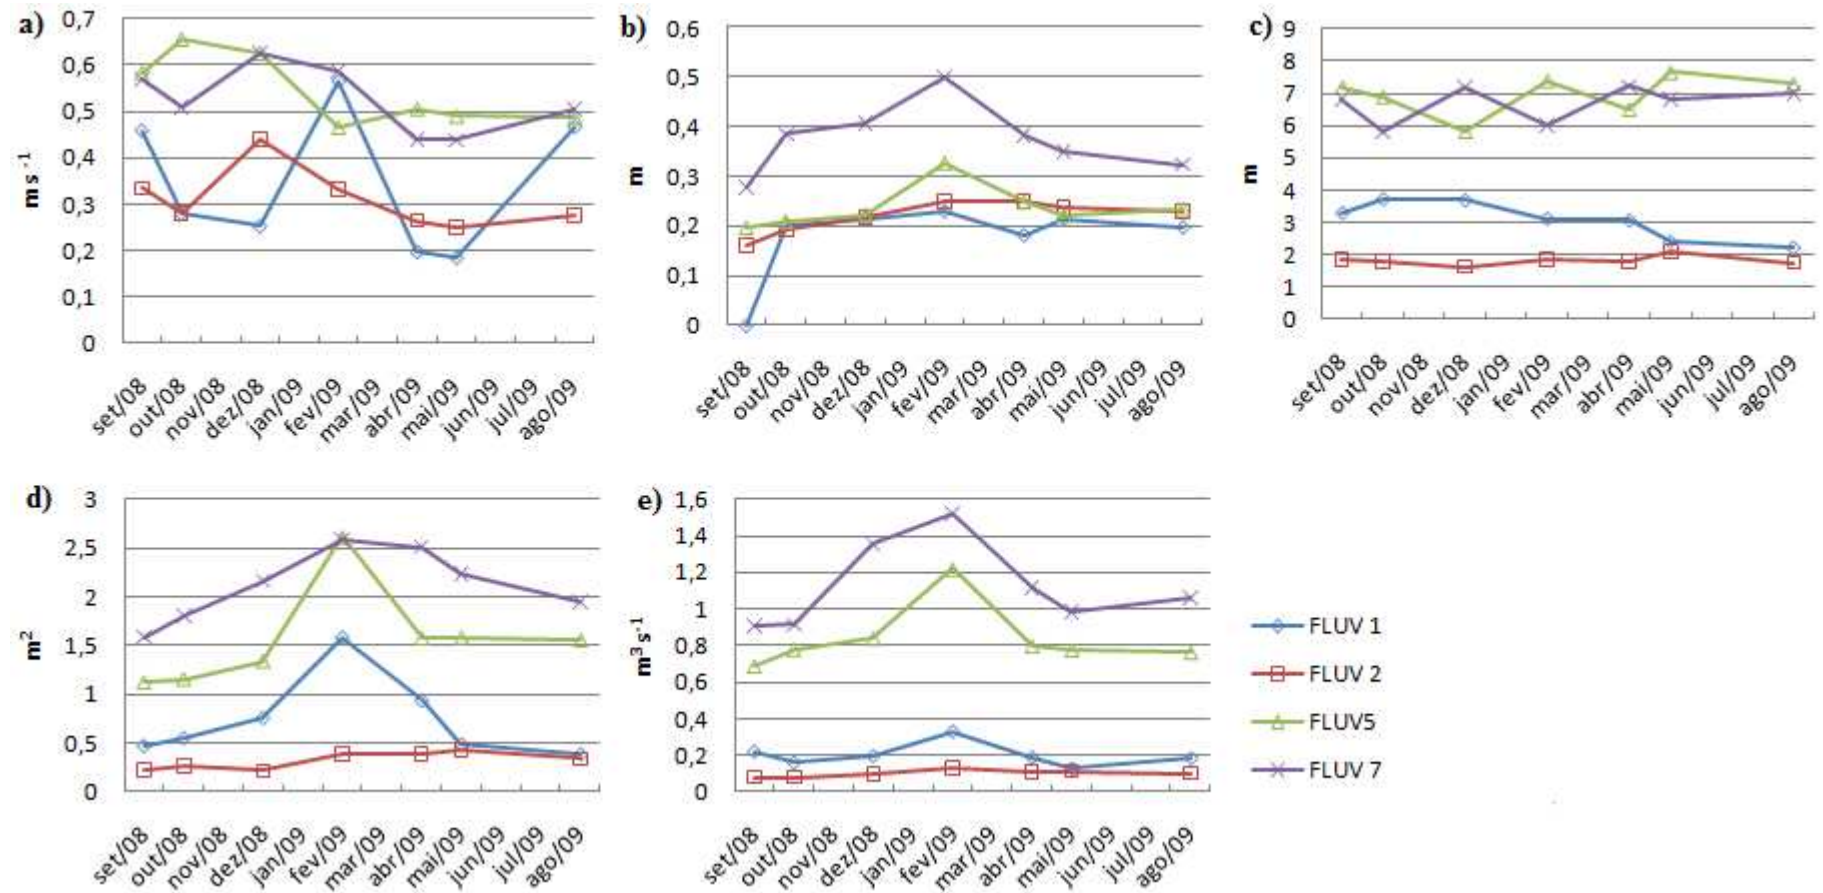 a)
0,7
0,6
0,5
0,4
0,3
0,2
0,1
0
m s⁻¹
set/08
out/08
nov/08
dez/08
jan/09
fev/09
mar/09
abr/09
mai/09
jun/09
jul/09
ago/09
b)
0,6
0,5
0,4
0,3
0,2
0,1
0
m
set/08
out/08
nov/08
dez/08
jan/09
fev/09
mar/09
abr/09
mai/09
jun/09
jul/09
ago/09
c)
9
8
7
6
5
4
3
2
1
0
m
set/08
out/08
nov/08
dez/08
jan/09
fev/09
mar/09
abr/09
mai/09
jun/09
jul/09
ago/09
d)
3
2,5
2
1,5
1
0,5
0
m²
set/08
out/08
nov/08
dez/08
jan/09
fev/09
mar/09
abr/09
mai/09
jun/09
jul/09
ago/09
e)
1,6
1,4
1,2
1
0,8
0,6
0,4
0,2
0
m³ s⁻¹
set/08
out/08
nov/08
dez/08
jan/09
fev/09
mar/09
abr/09
mai/09
jun/09
jul/09
ago/09
FLUV 1
FLUV 2
FLUV5
FLUV 7